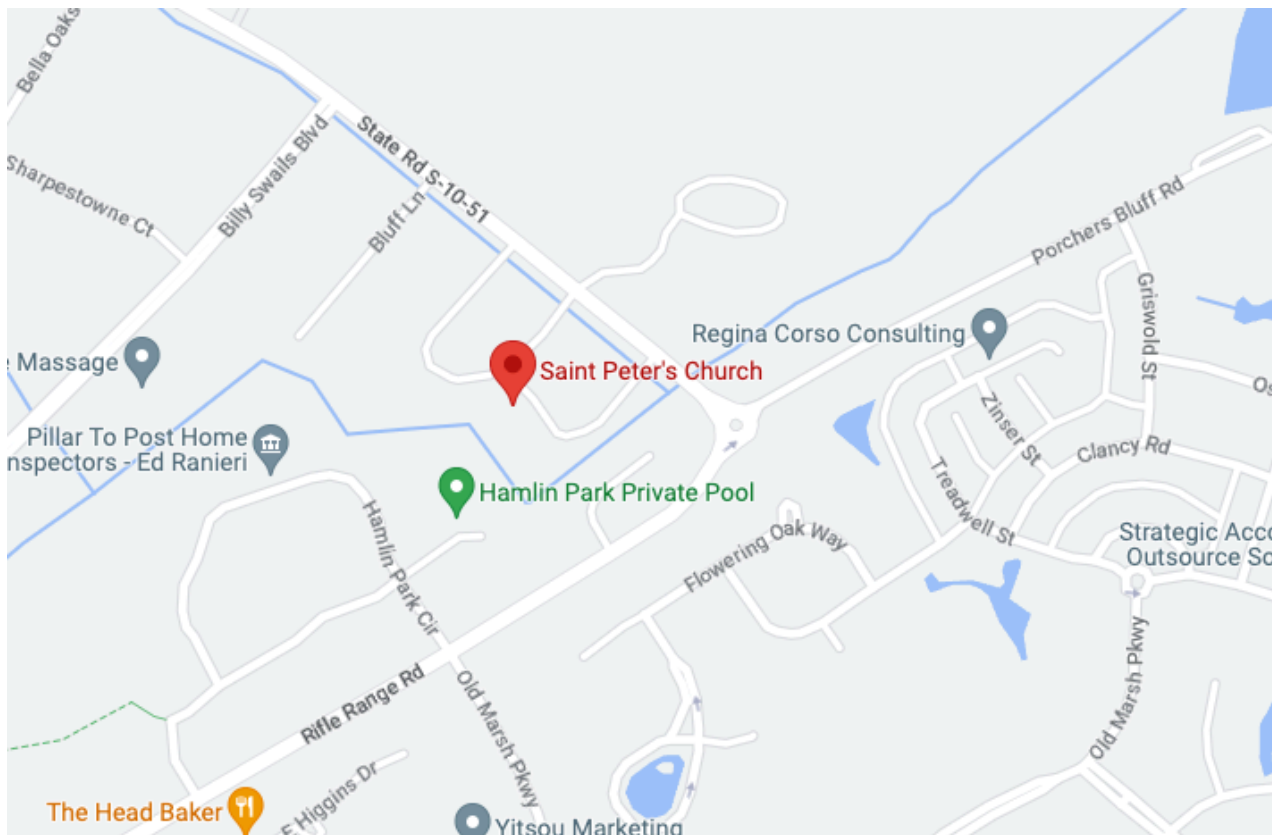 Bella Oaks
State Rd S-10-51
Billy Swails Blvd
Sharpestowne Ct
Bluff Ln
Porchers Bluff Rd
Griswold St
Regina Corso Consulting
Massage
Saint Peter's Church
Zinser St
Clancy Rd
Pillar To Post Home
nspectors - Ed Ranieri
Hamlin Park Private Pool
Treadwell St
Flowering Oak Way
Strategic Acco
Outsource So
Hamlin Park Cir
Old Marsh Pkwy
Old Marsh Pkwy
Rifle Range Rd
E Higgins Dr
The Head Baker
Yitsou Marketing